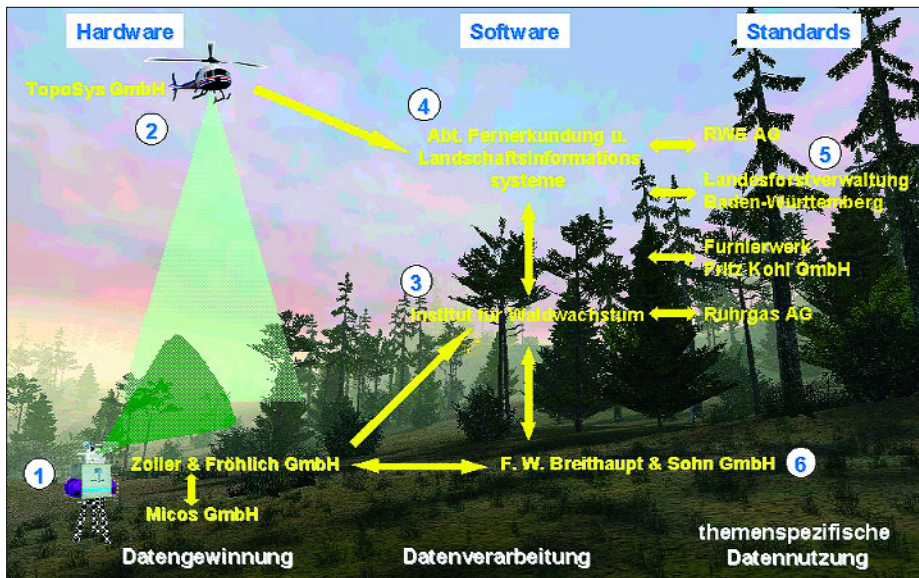 Hardware
Software
Standards
TopoSys GmbH
2
4
Abt. Fernerkundung u.
Landschaftsinformations
systeme
RWE AG
5
Landesforstverwaltung
Baden-Württemberg
Furnierwerk
Fritz Kohl GmbH
3
Institut für Waldwachstum
Ruhrgas AG
1
Zoller & Fröhlich GmbH
F. W. Breithaupt & Sohn GmbH
6
Micos GmbH
Datengewinnung
Datenverarbeitung
themenspezifische
Datennutzung